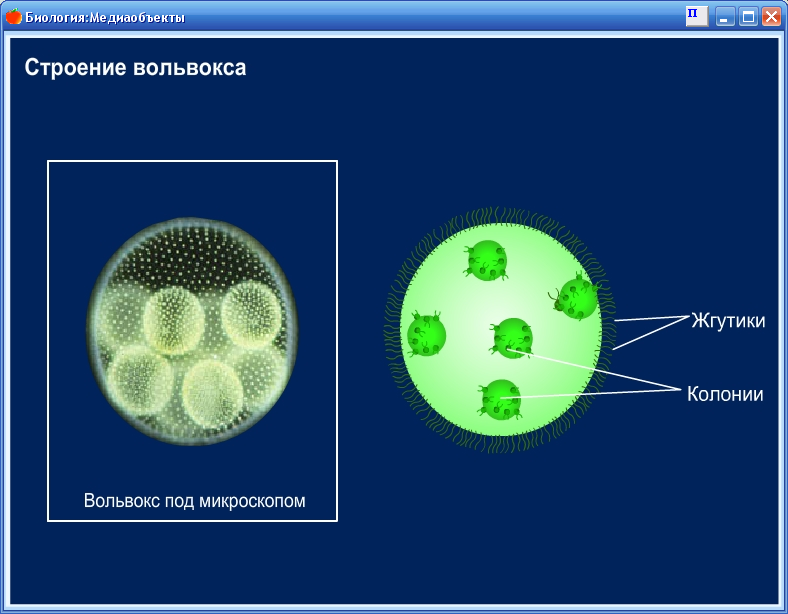 Биология:Медиаобъекты
П
Строение вольвокса
Жгутики
Колонии
Вольвокс под микроскопом